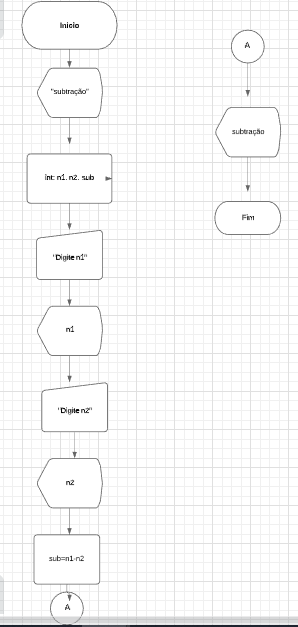 Inicio
"subtração"
int: n1, n2, sub
"Digite n1"
n1
"Digite n2"
n2
sub=n1-n2
A
A
subtração
Fim